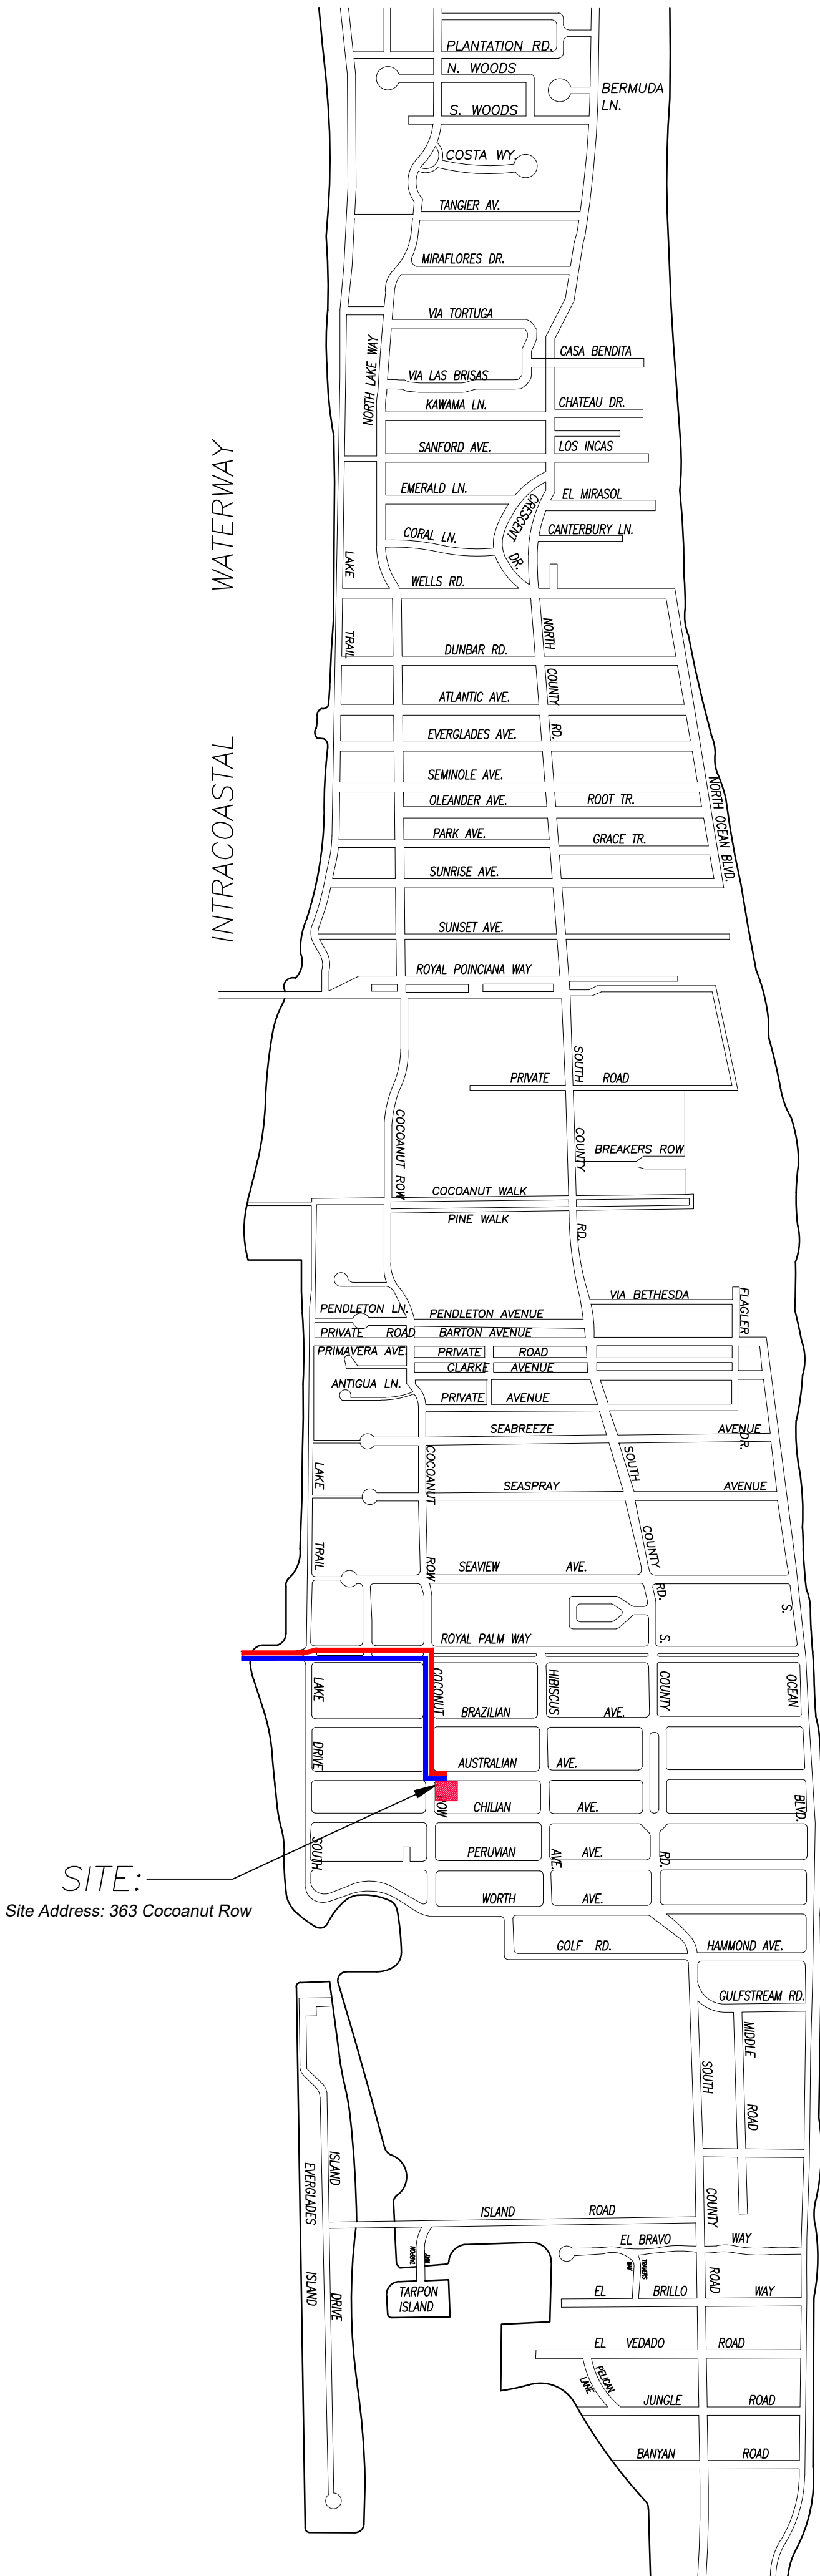 PLANTATION RD.
N. WOODS
BERMUDA
LN.
S. WOODS
COSTA WY.
TANGIER AV.
MIRAFLORES DR.
VIA TORTUGA
NORTH LAKE WAY
CASA BENDITA
VIA LAS BRISAS
KAWAMA LN.
CHATEAU DR.
SANFORD AVE.
LOS INCAS
WATERWAY
EMERALD LN.
EL MIRASOL
CRESCENT DR.
CORAL LN.
CANTERBURY LN.
LAKE
WELLS RD.
TRAIL
NORTH
DUNBAR RD.
COUNTY
ATLANTIC AVE.
RD.
EVERGLADES AVE.
INTRACOASTAL
SEMINOLE AVE.
NORTH OCEAN BLVD.
OLEANDER AVE.
ROOT TR.
PARK AVE.
GRACE TR.
SUNRISE AVE.
SUNSET AVE.
ROYAL POINCIANA WAY
SOUTH
PRIVATE ROAD
COCOANUT ROW
COUNTY
BREAKERS ROW
COCOANUT WALK
PINE WALK
RD.
VIA BETHESDA
FLAGLER
PENDLETON LN.
PENDLETON AVENUE
PRIVATE ROAD
BARTON AVENUE
PRIMAVERA AVE.
PRIVATE ROAD
CLARKE AVENUE
ANTIGUA LN.
PRIVATE AVENUE
SEABREEZE AVENUE
DR.
COCOANUT
SOUTH
LAKE
SEASPRAY AVENUE
COUNTY
TRAIL
ROW
SEAVIEW AVE.
RD.
S.
ROYAL PALM WAY
S.
LAKE
COCONUT
HIBISCUS
COUNTY
OCEAN
BRAZILIAN AVE.
DRIVE
AUSTRALIAN AVE.
BLVD.
ROW
CHILIAN AVE.
SOUTH
PERUVIAN AVE.
AVE.
RD.
SITE:
Site Address: 363 Cocoanut Row
WORTH AVE.
GOLF RD.
HAMMOND AVE.
GULFSTREAM RD.
MIDDLE
SOUTH
ROAD
ISLAND
EVERGLADES
COUNTY
ISLAND ROAD
EL BRAVO WAY
TARPON
WAY
TRAVERS
WAY
ROAD
ISLAND
DRIVE
TARPON
ISLAND
EL BRILLO WAY
EL VEDADO ROAD
PELICAN
LANE
JUNGLE ROAD
BANYAN ROAD